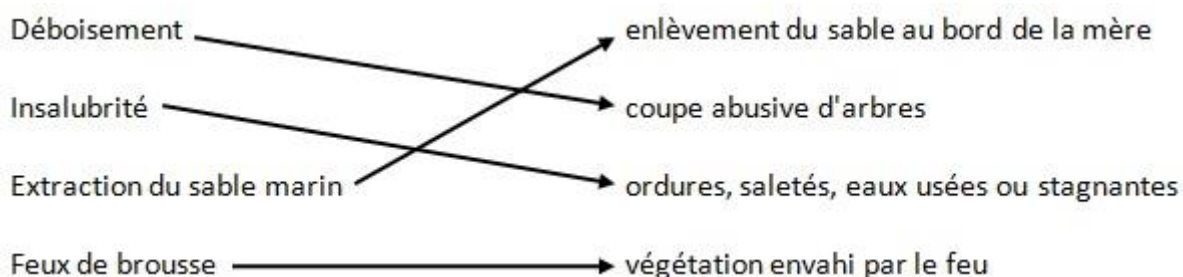 Déboisement enlèvement du sable au bord de la mère
Insalubrité coupe abusive d'arbres
Extraction du sable marin ordures, saletés, eaux usées ou stagnantes
Feux de brousse végétation envahi par le feu